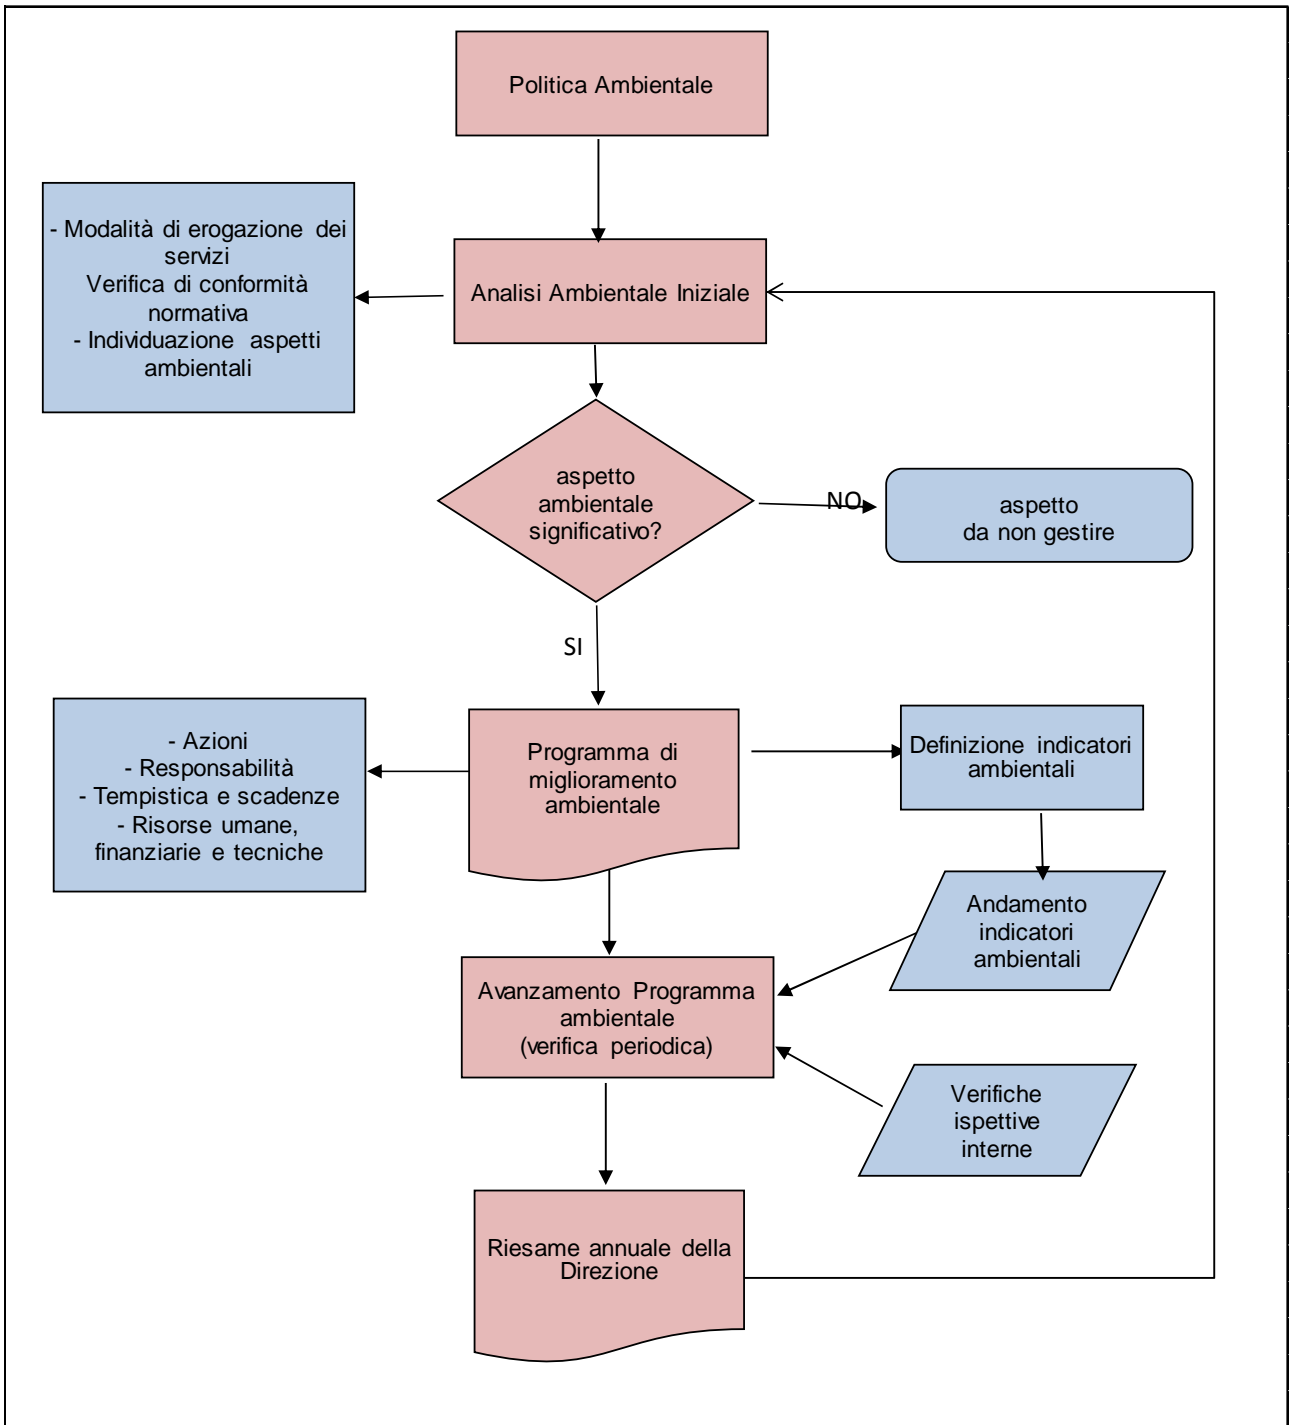 Politica Ambientale
- Modalità di erogazione dei
servizi
Verifica di conformità
normativa
- Individuazione aspetti
ambientali
Analisi Ambientale Iniziale
aspetto
ambientale
significativo?
NO
aspetto
da non gestire
SI
- Azioni
- Responsabilità
- Tempistica e scadenze
- Risorse umane,
finanziarie e tecniche
Programma di
miglioramento
ambientale
Definizione indicatori
ambientali
Andamento
indicatori
ambientali
Avanzamento Programma
ambientale
(verifica periodica)
Verifiche
ispettive
interne
Riesame annuale della
Direzione